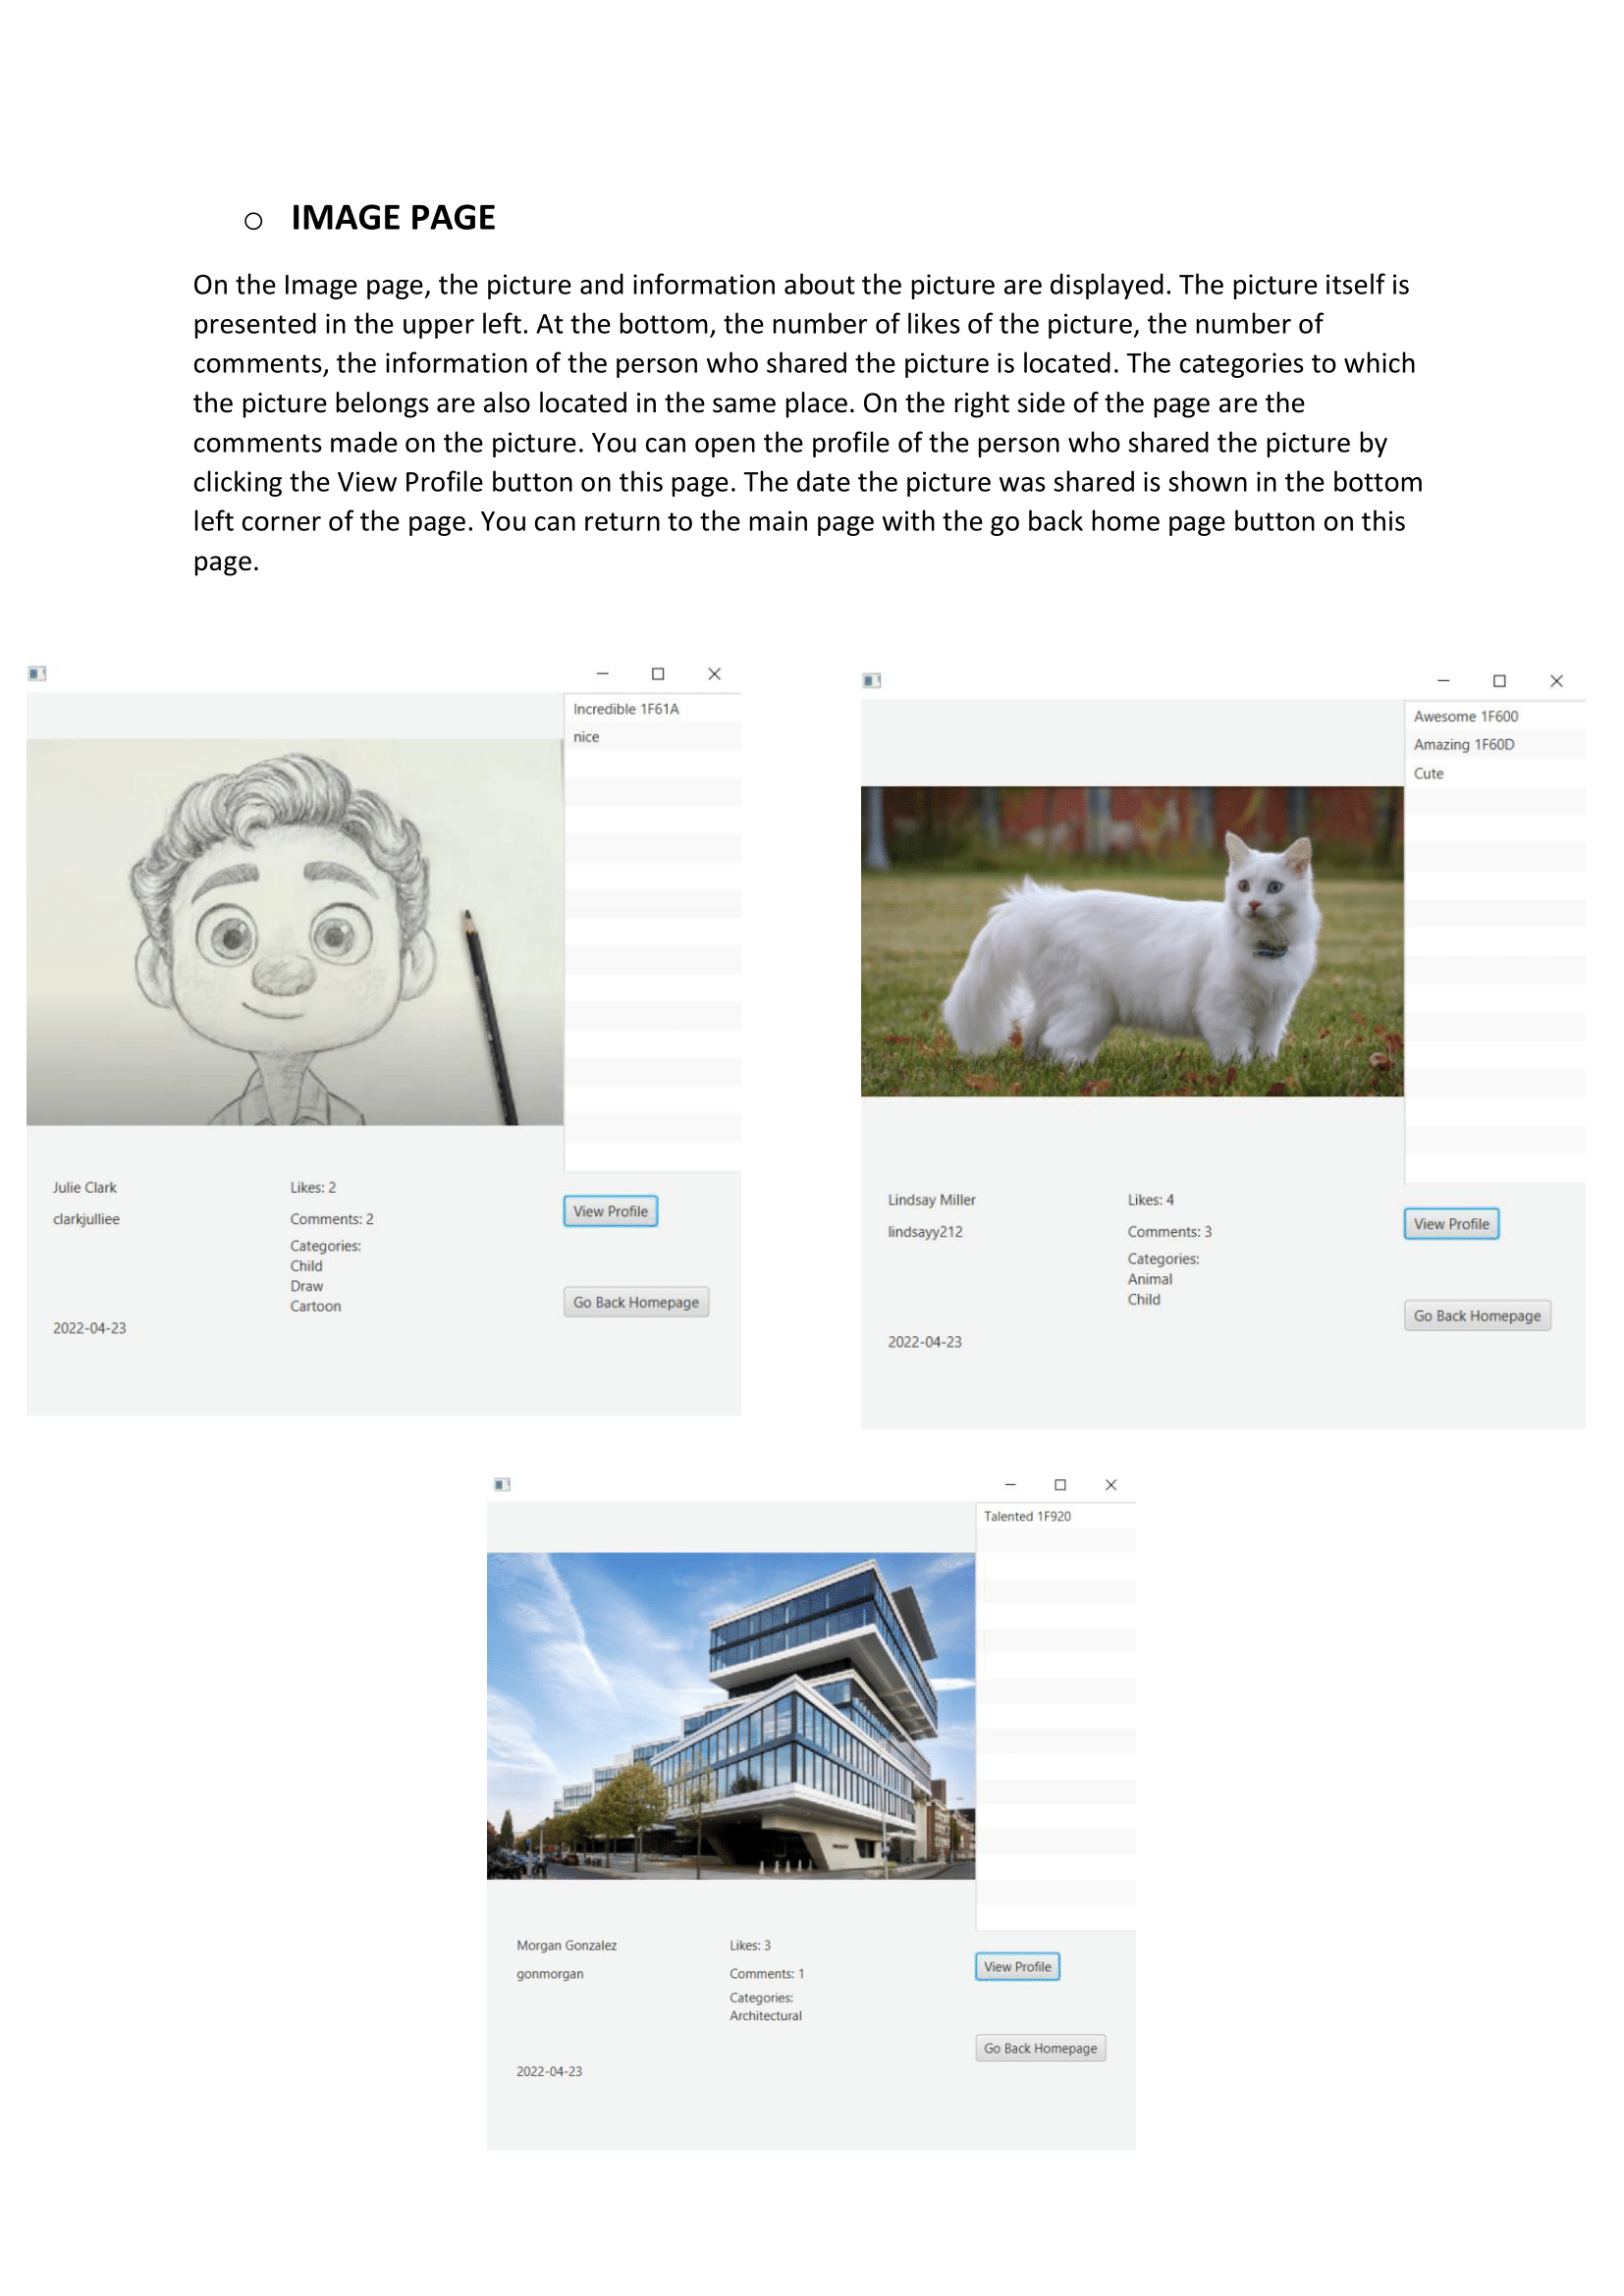 o IMAGE PAGE
On the Image page, the picture and information about the picture are displayed. The picture itself is
presented in the upper left. At the bottom, the number of likes of the picture, the number of
comments, the information of the person who shared the picture is located. The categories to which
the picture belongs are also located in the same place. On the right side of the page are the
comments made on the picture. You can open the profile of the person who shared the picture by
clicking the View Profile button on this page. The date the picture was shared is shown in the bottom
left corner of the page. You can return to the main page with the go back home page button on this
page.
Incredible 1F61A
nice
Julie Clark
clarkjulliee
2022-04-23
Likes: 2
Comments: 2
Categories:
Child
Draw
Cartoon
View Profile
Go Back Homepage
Awesome 1F600
Amazing 1F60D
Cute
Lindsay Miller
lindsayy212
2022-04-23
Likes: 4
Comments: 3
Categories:
Animal
Child
View Profile
Go Back Homepage
Talented 1F920
Morgan Gonzalez
gonmorgan
2022-04-23
Likes: 3
Comments: 1
Categories:
Architectural
View Profile
Go Back Homepage